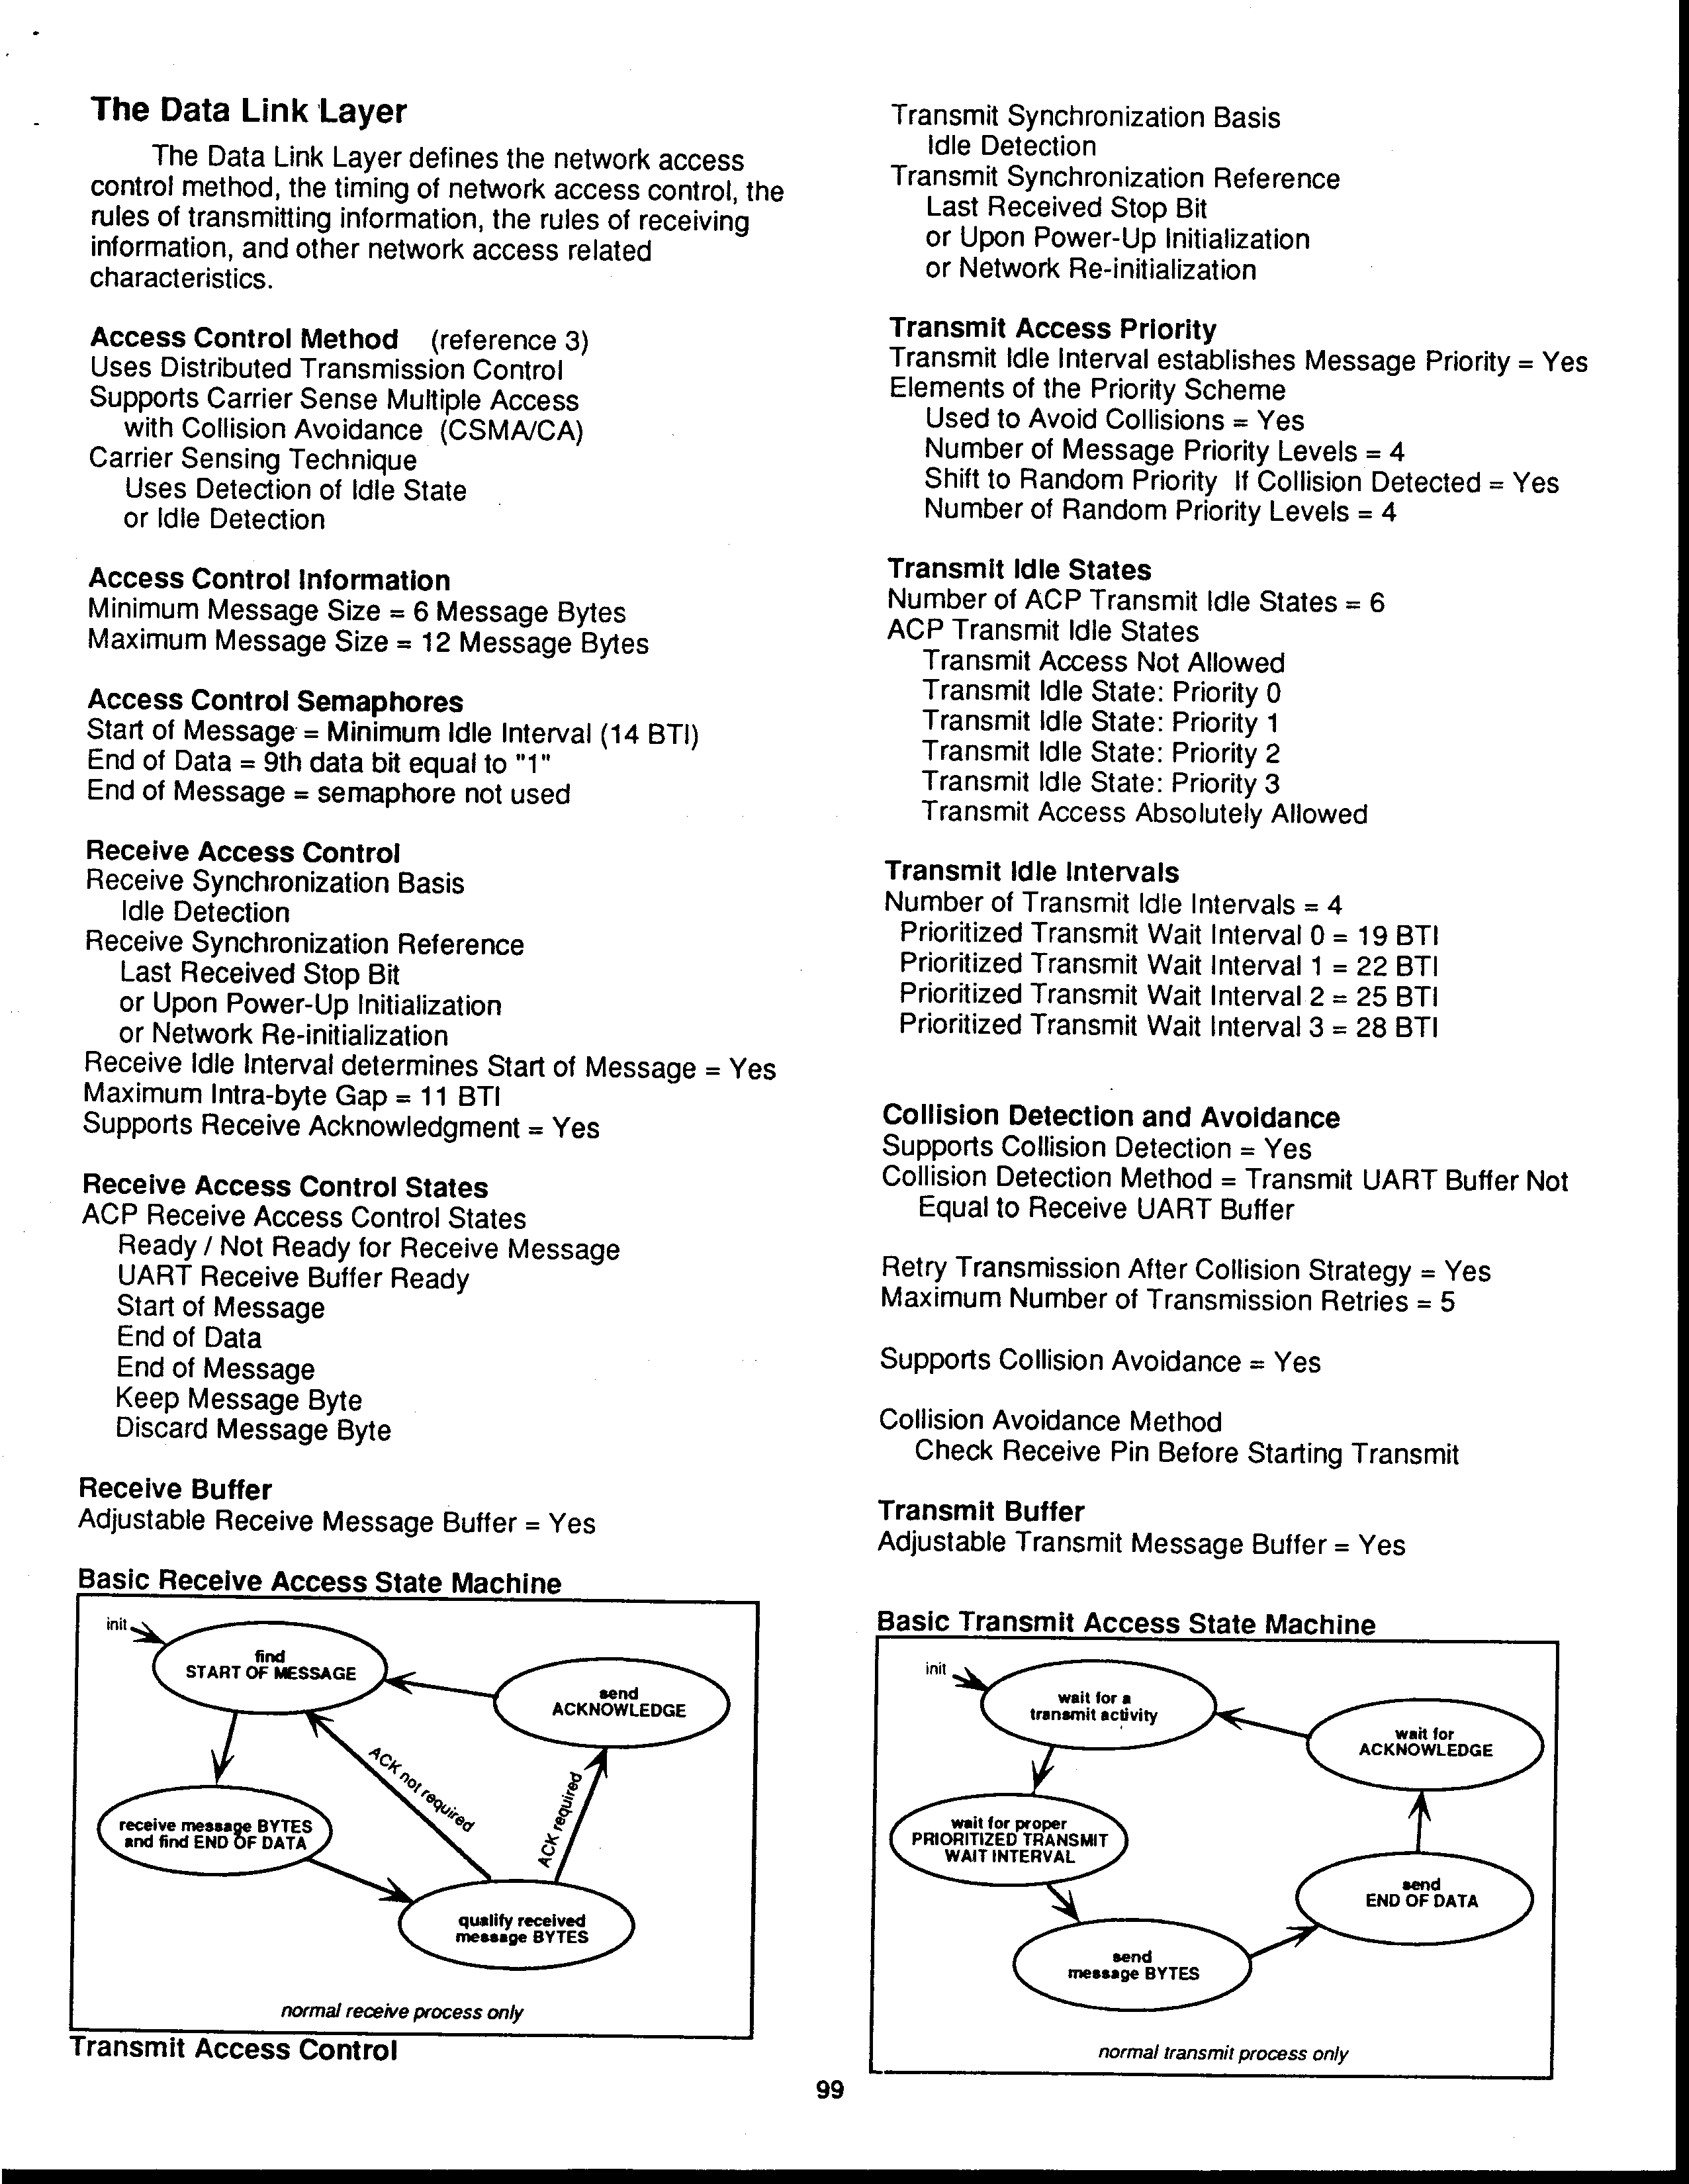 The Data Link Layer
The Data Link Layer defines the network access
control method, the timing of network access control, the
rules of transmitting information, the rules of receiving
information, and other network access related
characteristics.
Access Control Method (reference 3)
Uses Distributed Transmission Control
Supports Carrier Sense Multiple Access
with Collision Avoidance (CSMA/CA)
Carrier Sensing Technique
Uses Detection of Idle State
or Idle Detection
Access Control Information
Minimum Message Size = 6 Message Bytes
Maximum Message Size = 12 Message Bytes
Access Control Semaphores
Start of Message = Minimum Idle Interval (14 BTI)
End of Data = 9th data bit equal to "1"
End of Message = semaphore not used
Receive Access Control
Receive Synchronization Basis
Idle Detection
Receive Synchronization Reference
Last Received Stop Bit
or Upon Power-Up Initialization
or Network Re-initialization
Receive Idle Interval determines Start of Message = Yes
Maximum Intra-byte Gap = 11 BTI
Supports Receive Acknowledgment = Yes
Receive Access Control States
ACP Receive Access Control States
Ready / Not Ready for Receive Message
UART Receive Buffer Ready
Start of Message
End of Data
End of Message
Keep Message Byte
Discard Message Byte
Receive Buffer
Adjustable Receive Message Buffer = Yes
Basic Receive Access State Machine
init
find
START OF MESSAGE
send
ACKNOWLEDGE
ACK not required
ACK required
receive message BYTES
and find END OF DATA
qualify received
message BYTES
normal receive process only
Transmit Access Control
Transmit Synchronization Basis
Idle Detection
Transmit Synchronization Reference
Last Received Stop Bit
or Upon Power-Up Initialization
or Network Re-initialization
Transmit Access Priority
Transmit Idle Interval establishes Message Priority = Yes
Elements of the Priority Scheme
Used to Avoid Collisions = Yes
Number of Message Priority Levels = 4
Shift to Random Priority If Collision Detected = Yes
Number of Random Priority Levels = 4
Transmit Idle States
Number of ACP Transmit Idle States = 6
ACP Transmit Idle States
Transmit Access Not Allowed
Transmit Idle State: Priority 0
Transmit Idle State: Priority 1
Transmit Idle State: Priority 2
Transmit Idle State: Priority 3
Transmit Access Absolutely Allowed
Transmit Idle Intervals
Number of Transmit Idle Intervals = 4
Prioritized Transmit Wait Interval 0 = 19 BTI
Prioritized Transmit Wait Interval 1 = 22 BTI
Prioritized Transmit Wait Interval 2 = 25 BTI
Prioritized Transmit Wait Interval 3 = 28 BTI
Collision Detection and Avoidance
Supports Collision Detection = Yes
Collision Detection Method = Transmit UART Buffer Not
Equal to Receive UART Buffer
Retry Transmission After Collision Strategy = Yes
Maximum Number of Transmission Retries = 5
Supports Collision Avoidance = Yes
Collision Avoidance Method
Check Receive Pin Before Starting Transmit
Transmit Buffer
Adjustable Transmit Message Buffer = Yes
Basic Transmit Access State Machine
init
wait for a
transmit activity
wait for
ACKNOWLEDGE
wait for proper
PRIORITIZED TRANSMIT
WAIT INTERVAL
send
END OF DATA
send
message BYTES
normal transmit process only
99